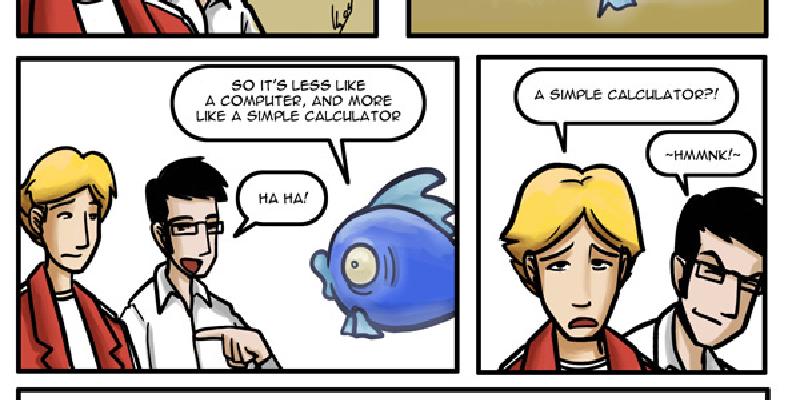 SO IT'S LESS LIKE
A COMPUTER, AND MORE
LIKE A SIMPLE CALCULATOR
HA HA!
A SIMPLE CALCULATOR?!
~HMMNK!~